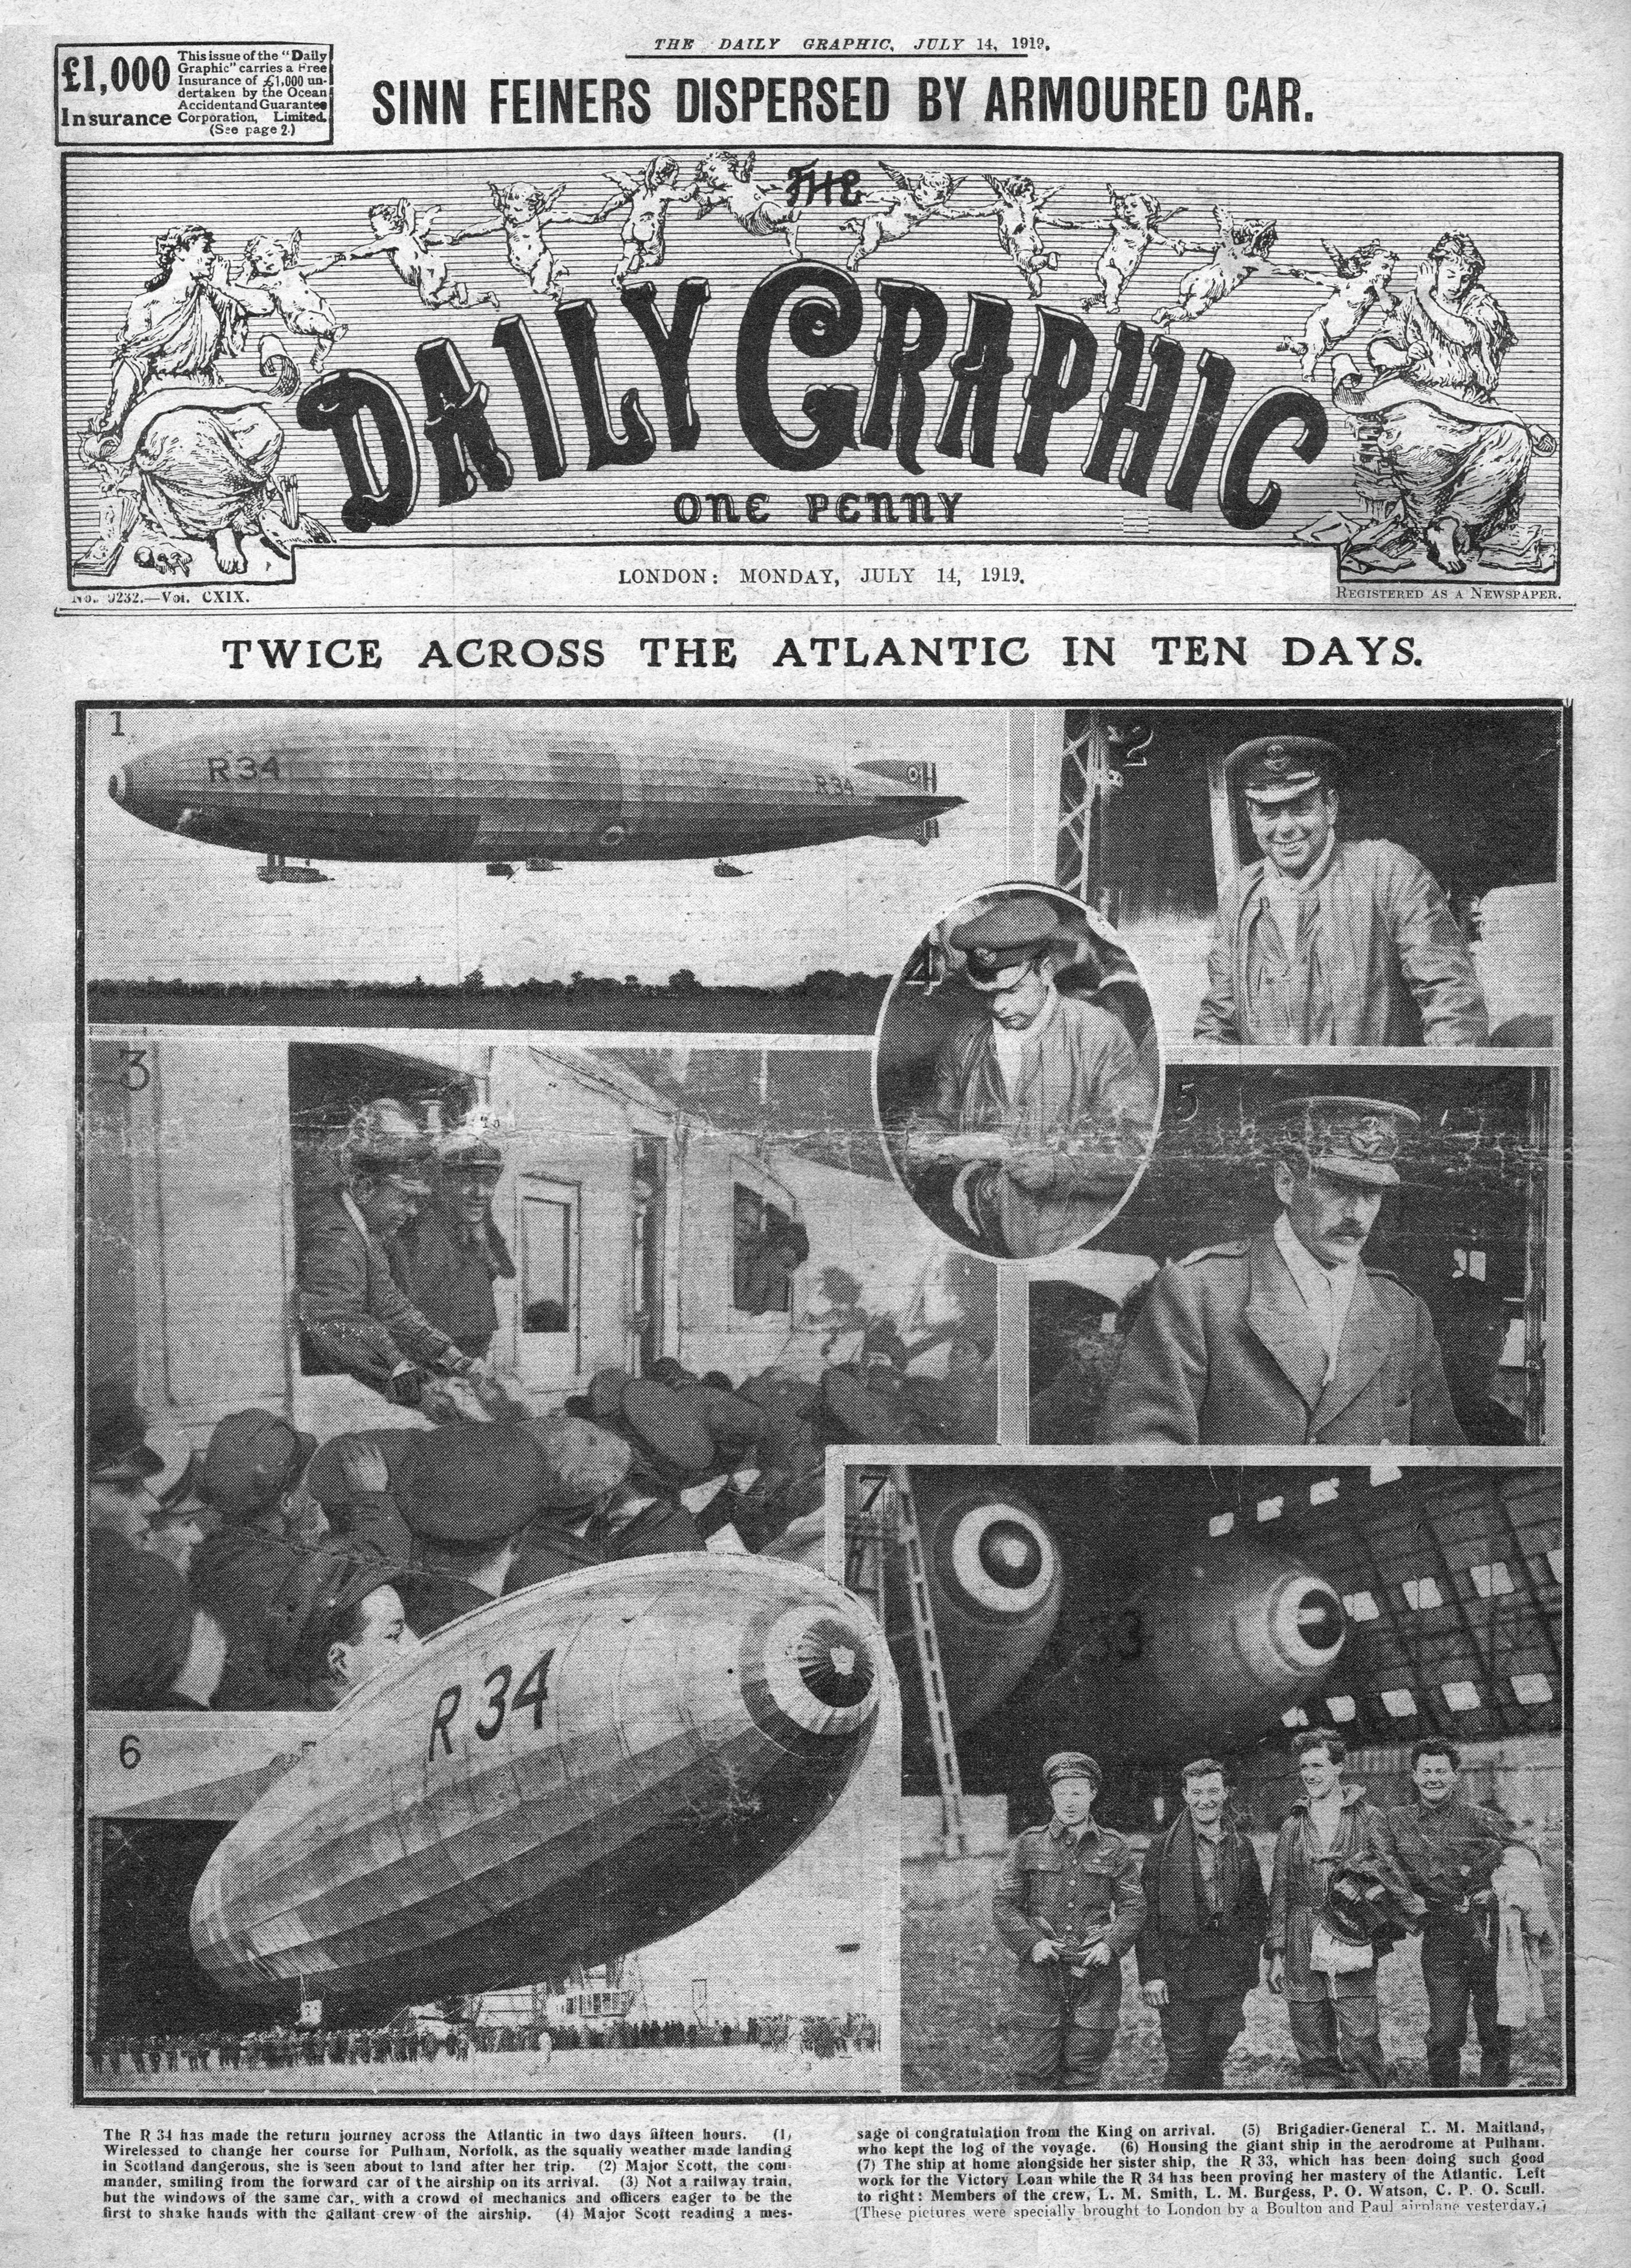 THE DAILY GRAPHIC, JULY 14, 1919.
£1,000
Insurance
This issue of the "Daily
Graphic" carries a Free
Insurance of £1,000 un-
dertaken by the Ocean
Accident and Guarantee
Corporation, Limited.
(See page 2.)
SINN FEINERS DISPERSED BY ARMOURED CAR.
THE
DAILY GRAPHIC
ONE PENNY
LONDON: MONDAY, JULY 14, 1919.
No. 9232.—Vol. CXIX.
REGISTERED AS A NEWSPAPER.
TWICE ACROSS THE ATLANTIC IN TEN DAYS.
1
R 34
R 34
2
3
4
5
6
R 34
7
33
The R 34 has made the return journey across the Atlantic in two days fifteen hours. (1)
Wirelessed to change her course for Pulham, Norfolk, as the squally weather made landing
in Scotland dangerous, she is seen about to land after her trip. (2) Major Scott, the com-
mander, smiling from the forward car of the airship on its arrival. (3) Not a railway train,
but the windows of the same car, with a crowd of mechanics and officers eager to be the
first to shake hands with the gallant crew of the airship. (4) Major Scott reading a mes-
sage of congratulation from the King on arrival. (5) Brigadier-General E. M. Maitland,
who kept the log of the voyage. (6) Housing the giant ship in the aerodrome at Pulham.
(7) The ship at home alongside her sister ship, the R 33, which has been doing such good
work for the Victory Loan while the R 34 has been proving her mastery of the Atlantic. Left
to right: Members of the crew, L. M. Smith, L. M. Burgess, P. O. Watson, C. P. O. Scull.
(These pictures were specially brought to London by a Boulton and Paul airplane yesterday.)